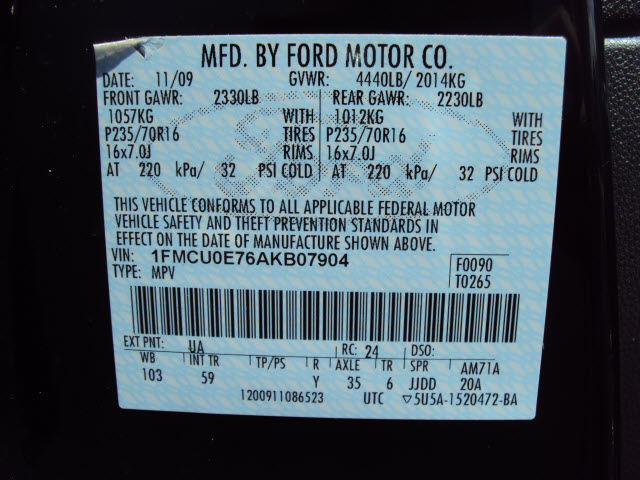 MFD. BY FORD MOTOR CO.
DATE: 11/09 GVWR: 4440LB/ 2014KG
FRONT GAWR: 2330LB REAR GAWR: 2230LB
1057KG WITH 1012KG WITH
P235/70R16 TIRES P235/70R16 TIRES
16x7.0J RIMS 16x7.0J RIMS
AT 220 kPa/ 32 PSI COLD AT 220 kPa/ 32 PSI COLD
THIS VEHICLE CONFORMS TO ALL APPLICABLE FEDERAL MOTOR
VEHICLE SAFETY AND THEFT PREVENTION STANDARDS IN
EFFECT ON THE DATE OF MANUFACTURE SHOWN ABOVE.
VIN: 1FMCU0E76AKB07904 F0090
TYPE: MPV T0265
EXT PNT: UA RC: 24 DSO:
WB INT TR TP/PS R AXLE TR SPR AM71A
103 59 Y 35 6 JJDD 20A
1200911086523 UTC ▽5U5A-1520472-BA